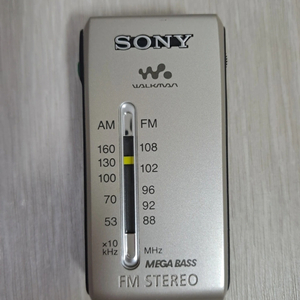 SONY
WALKMAN
AM FM
160 108
130 102
100 96
70 92
53 88
×10 kHz MHz
MEGA BASS
FM STEREO